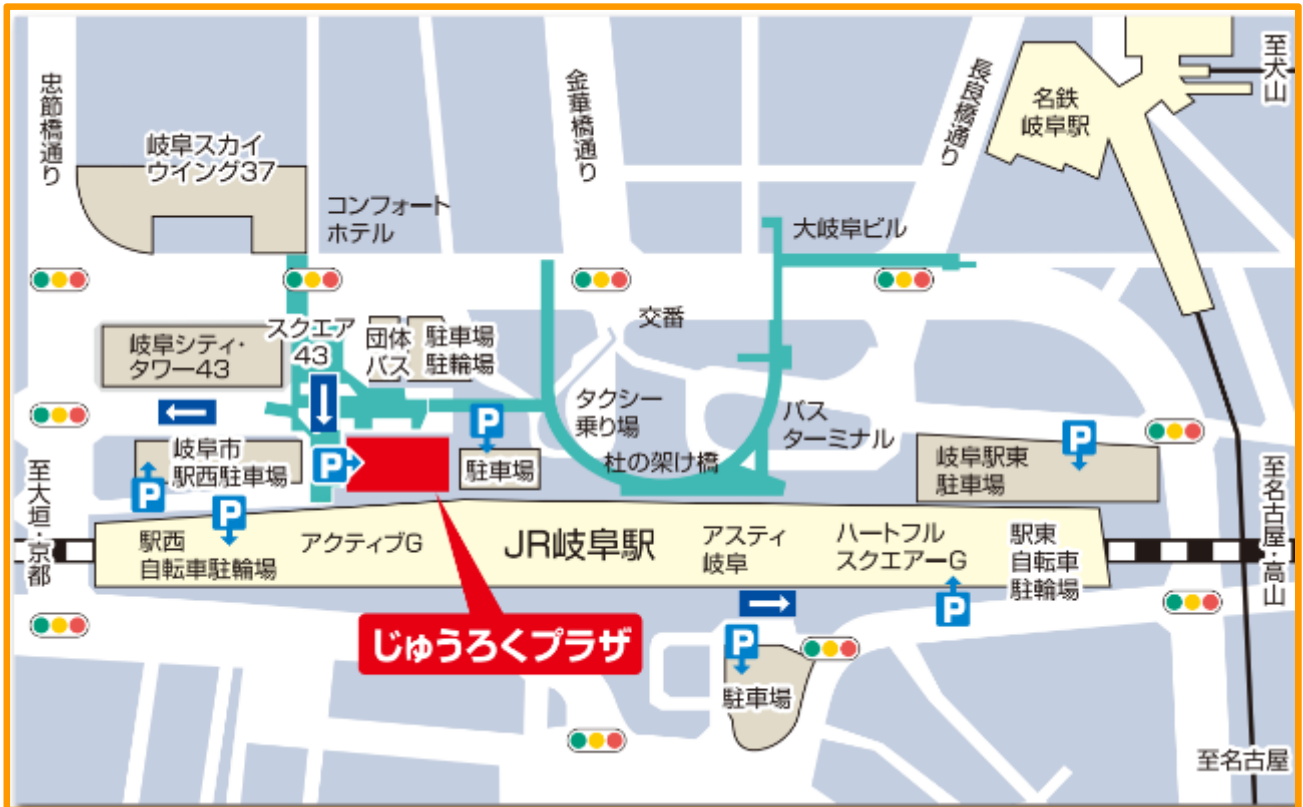 忠節橋通り
金華橋通り
長良橋通り
至犬山
名鉄
岐阜駅
岐阜スカイ
ウイング37
コンフォート
ホテル
大岐阜ビル
交番
岐阜シティ・
タワー43
スクエア
43
団体
バス
駐車場
駐輪場
タクシー
乗り場
バス
ターミナル
P
P
岐阜市
駅西駐車場
P
駐車場
杜の架け橋
岐阜駅東
駐車場
至大垣・京都
至名古屋・高山
P
P
駅西
自転車駐輪場
アクティブG
JR岐阜駅
アスティ
岐阜
ハートフル
スクエアーG
駅東
自転車
駐輪場
P
じゅうろくプラザ
P
駐車場
至名古屋